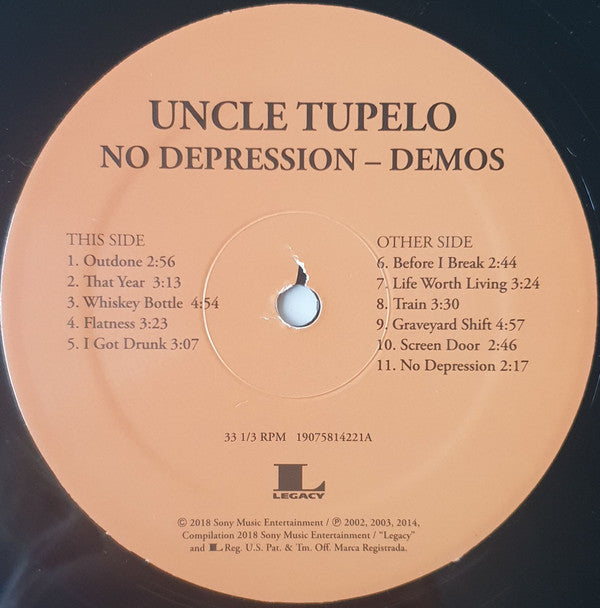 UNCLE TUPELO
NO DEPRESSION – DEMOS
THIS SIDE
1. Outdone 2:56
2. That Year 3:13
3. Whiskey Bottle 4:54
4. Flatness 3:23
5. I Got Drunk 3:07
OTHER SIDE
6. Before I Break 2:44
7. Life Worth Living 3:24
8. Train 3:30
9. Graveyard Shift 4:57
10. Screen Door 2:46
11. No Depression 2:17
33 1/3 RPM 19075814221A
L
LEGACY
© 2018 Sony Music Entertainment / ℗ 2002, 2003, 2014,
Compilation 2018 Sony Music Entertainment / “Legacy”
and L Reg. U.S. Pat. & Tm. Off. Marca Registrada.